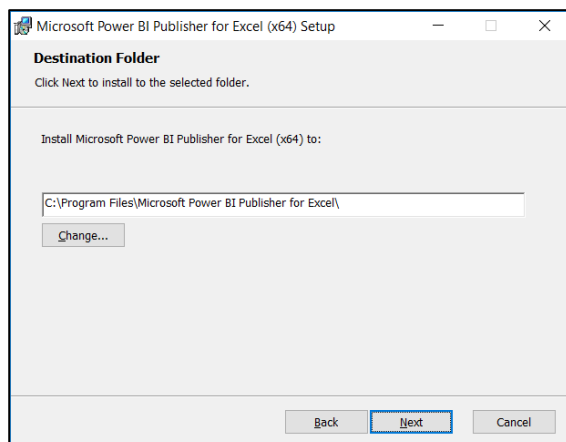 Microsoft Power BI Publisher for Excel (x64) Setup
Destination Folder
Click Next to install to the selected folder.
Install Microsoft Power BI Publisher for Excel (x64) to:
C:\Program Files\Microsoft Power BI Publisher for Excel\
Change...
Back Next Cancel